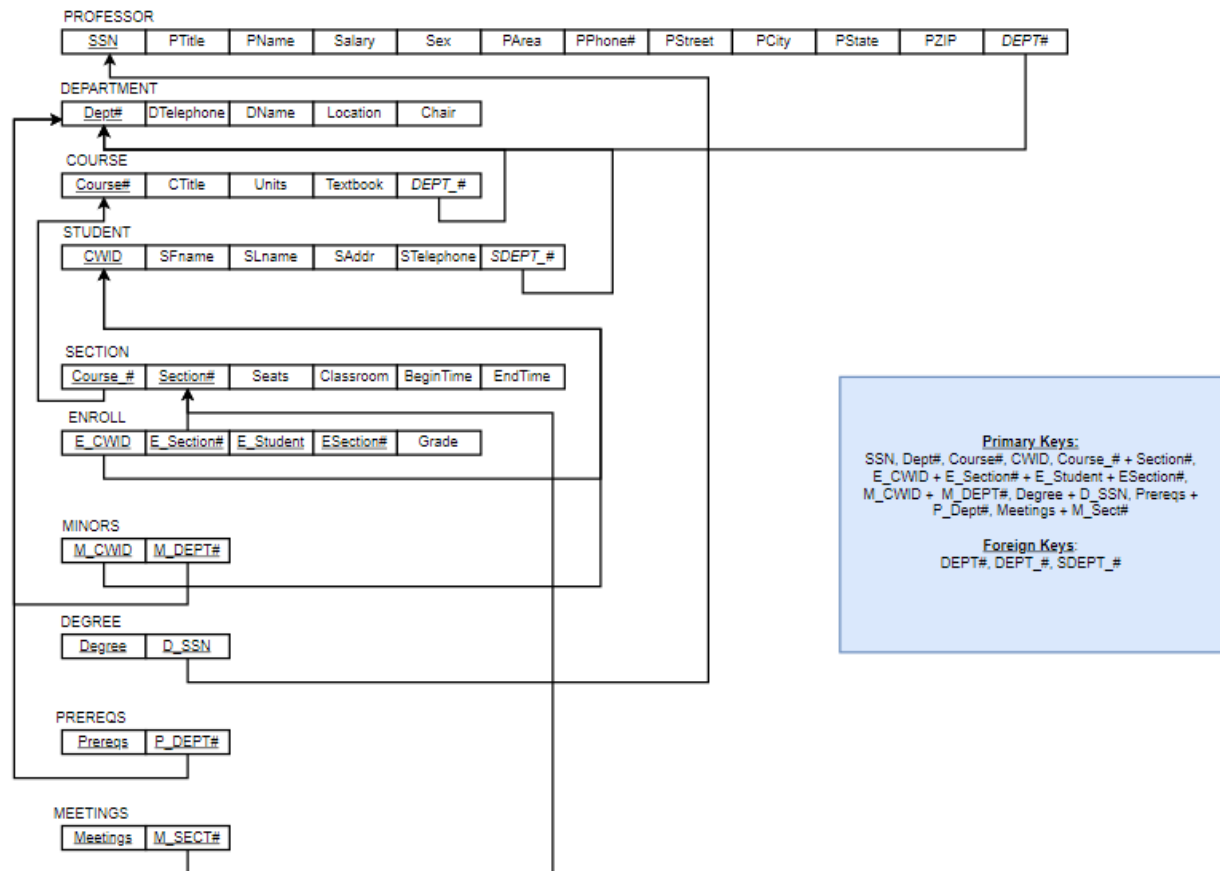 PROFESSOR
SSN PTitle PName Salary Sex PArea PPhone# PStreet PCity PState PZIP DEPT#
DEPARTMENT
Dept# DTelephone DName Location Chair
COURSE
Course# CTitle Units Textbook DEPT_#
STUDENT
CWID SFname SLname SAddr STelephone SDEPT_#
SECTION
Course_# Section# Seats Classroom BeginTime EndTime
ENROLL
E_CWID E_Section# E_Student ESection# Grade
MINORS
M_CWID M_DEPT#
DEGREE
Degree D_SSN
PREREQS
Prereqs P_DEPT#
MEETINGS
Meetings M_SECT#
Primary Keys:
SSN, Dept#, Course#, CWID, Course_# + Section#,
E_CWID + E_Section# + E_Student + ESection#,
M_CWID + M_DEPT#, Degree + D_SSN, Prereqs +
P_Dept#, Meetings + M_Sect#
Foreign Keys:
DEPT#, DEPT_#, SDEPT_#